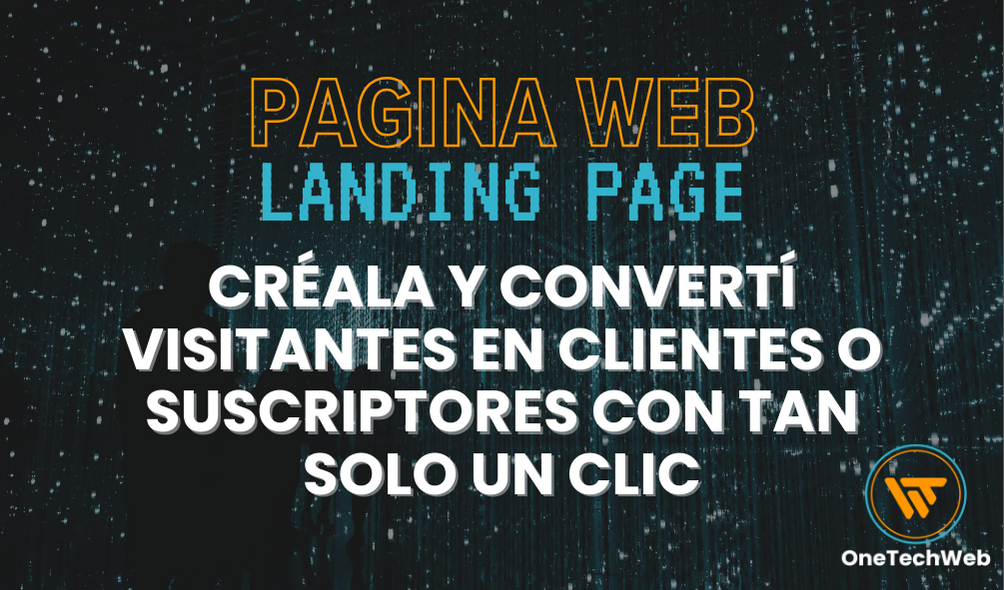 PAGINA WEB
LANDING PAGE
CRÉALA Y CONVERTÍ
VISITANTES EN CLIENTES O
SUSCRIPTORES CON TAN
SOLO UN CLIC
OneTechWeb